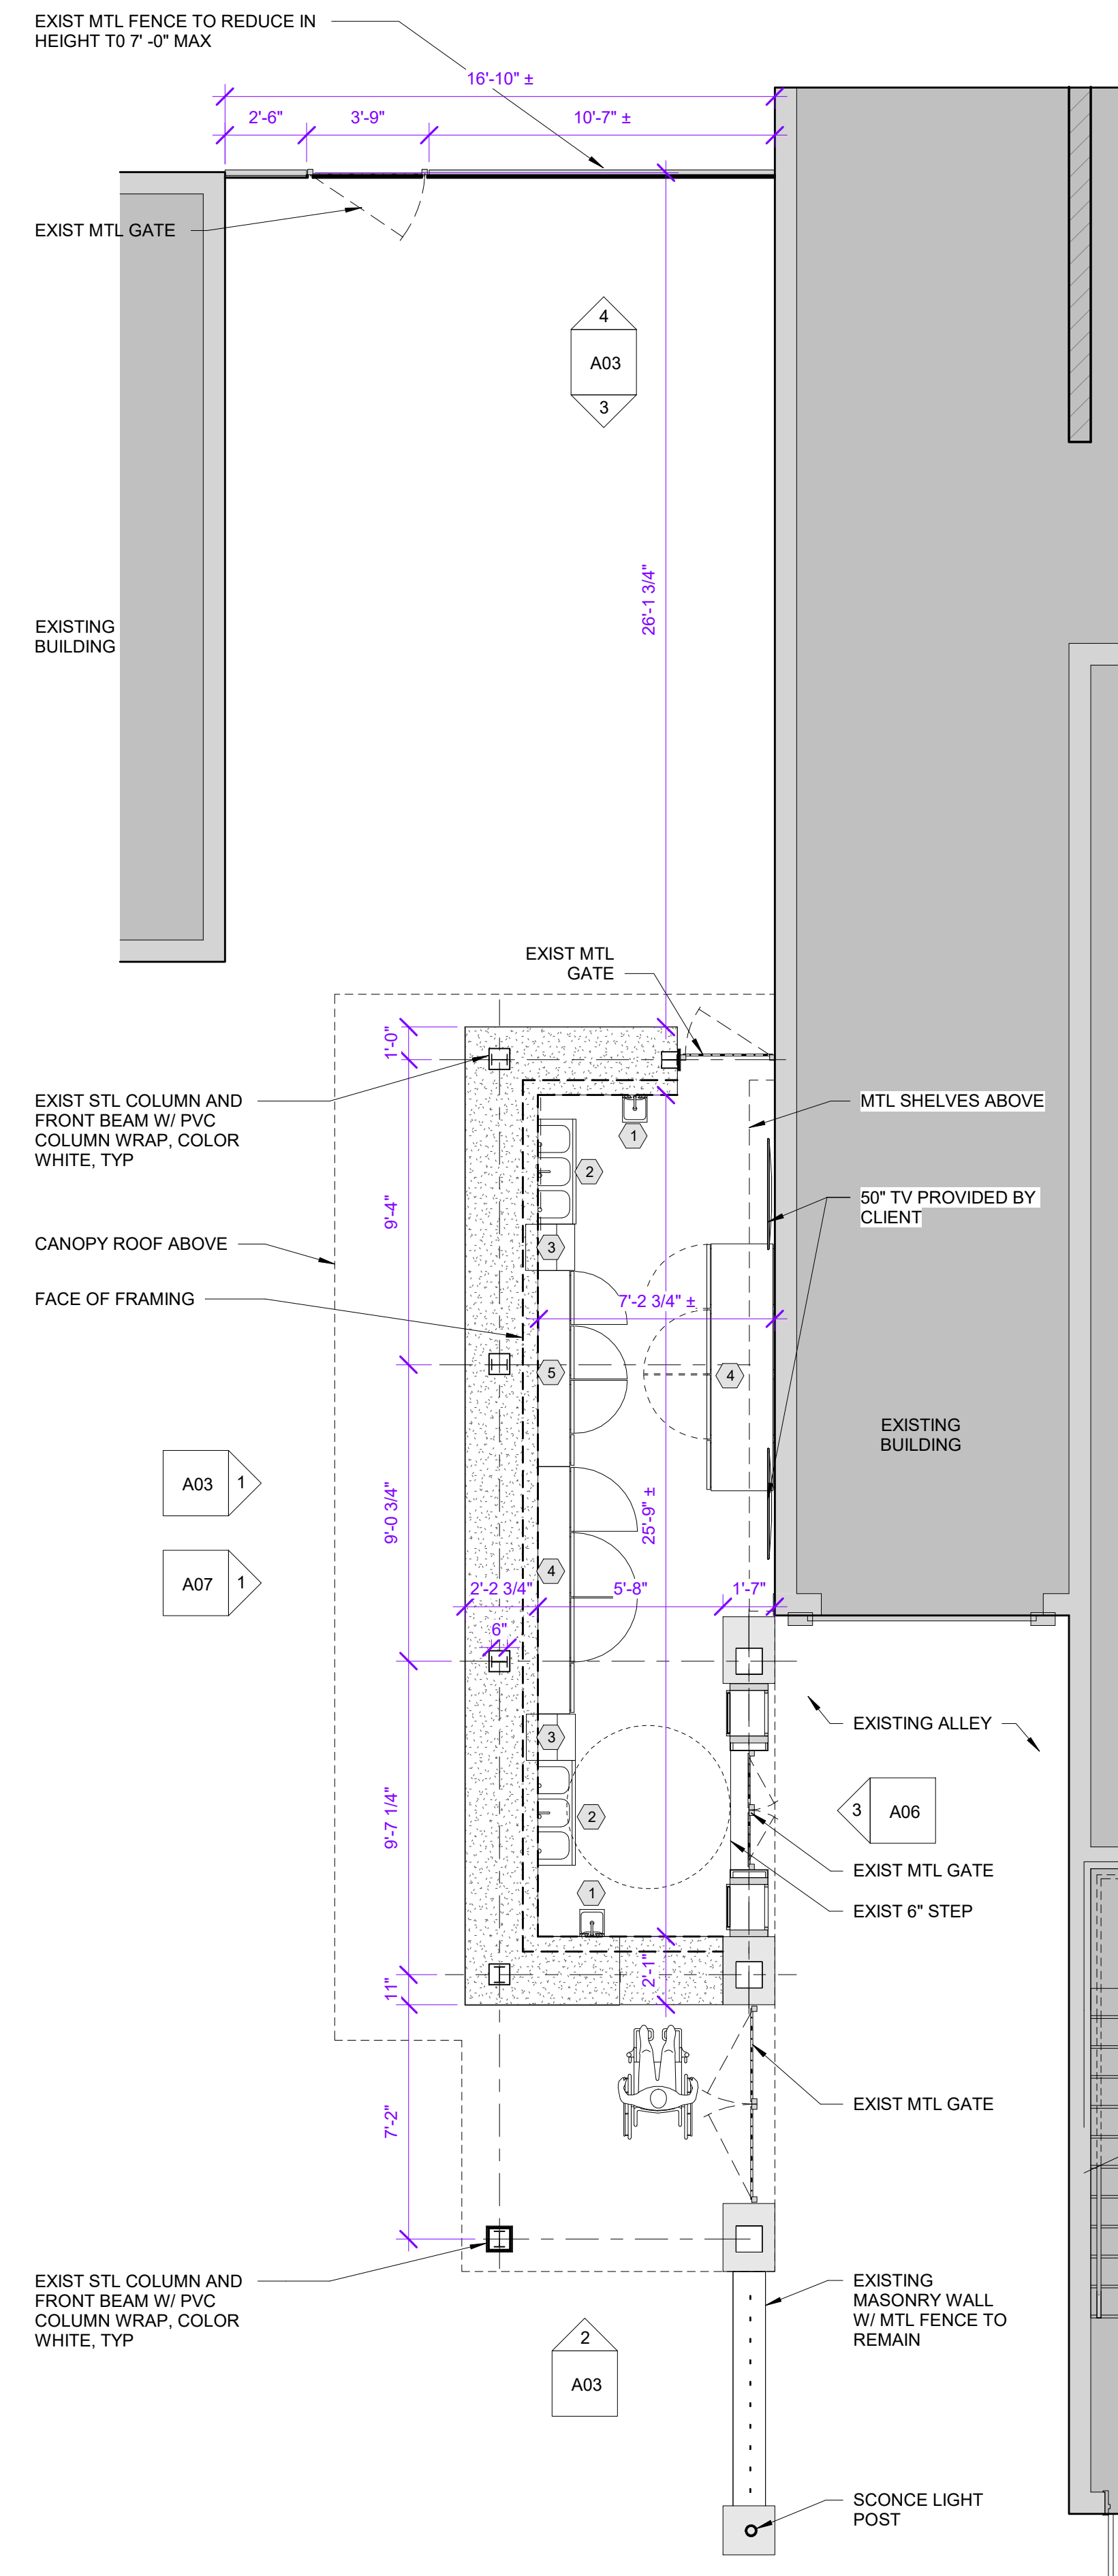 EXIST MTL FENCE TO REDUCE IN
HEIGHT T0 7' -0" MAX
16'-10" ±
2'-6"
3'-9"
10'-7" ±
EXIST MTL GATE
4
A03
3
26'-1 3/4"
EXISTING
BUILDING
EXIST MTL
GATE
1'-0"
EXIST STL COLUMN AND
FRONT BEAM W/ PVC
COLUMN WRAP, COLOR
WHITE, TYP
MTL SHELVES ABOVE
1
2
9'-4"
50" TV PROVIDED BY
CLIENT
CANOPY ROOF ABOVE
3
FACE OF FRAMING
7'-2 3/4" ±
5
4
EXISTING
BUILDING
A03
1
9'-0 3/4"
25'-9" ±
A07
1
4
2'-2 3/4"
5'-8"
1'-7"
6"
EXISTING ALLEY
3
9'-7 1/4"
2
3
A06
EXIST MTL GATE
1
EXIST 6" STEP
2'-1"
11"
EXIST MTL GATE
7'-2"
EXIST STL COLUMN AND
FRONT BEAM W/ PVC
COLUMN WRAP, COLOR
WHITE, TYP
EXISTING
MASONRY WALL
W/ MTL FENCE TO
REMAIN
2
A03
SCONCE LIGHT
POST